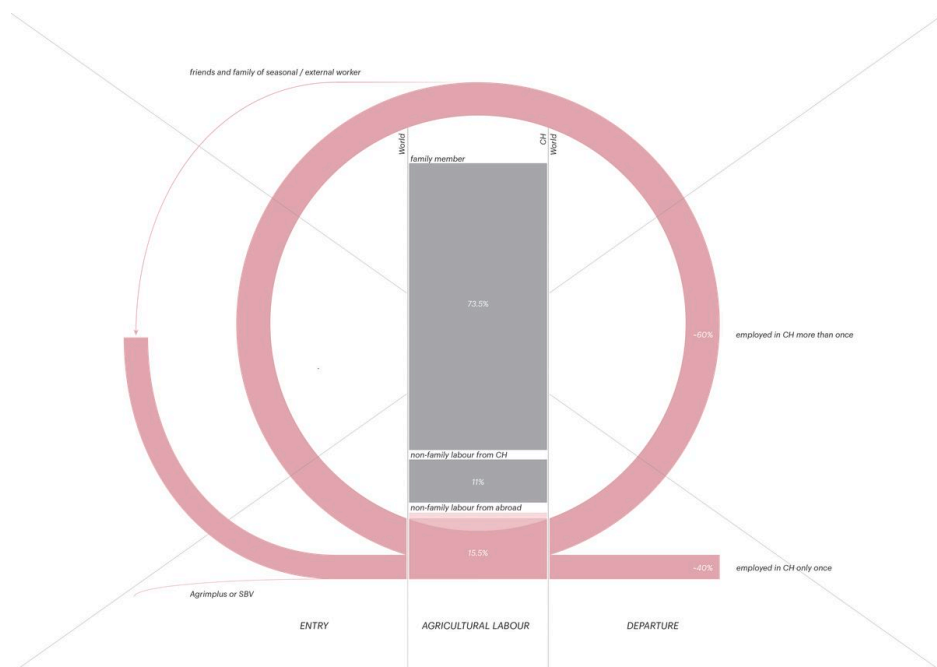 friends and family of seasonal / external worker
World
CH
World
family member
73.5%
~60%
employed in CH more than once
non-family labour from CH
11%
non-family labour from abroad
15.5%
~40%
employed in CH only once
Agrimplus or SBV
ENTRY
AGRICULTURAL LABOUR
DEPARTURE